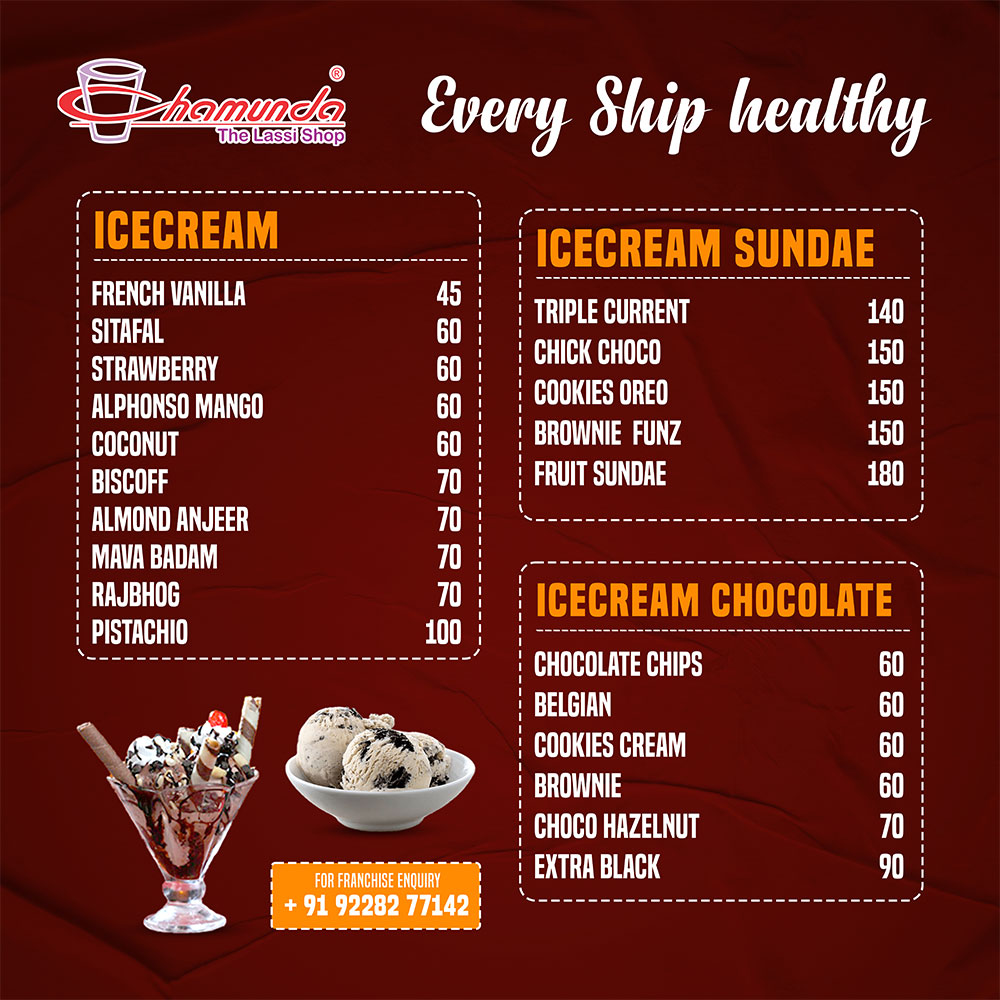 Chamunda®
The Lassi Shop
Every Ship healthy
ICECREAM
FRENCH VANILLA 45
SITAFAL 60
STRAWBERRY 60
ALPHONSO MANGO 60
COCONUT 60
BISCOFF 70
ALMOND ANJEER 70
MAVA BADAM 70
RAJBHOG 70
PISTACHIO 100
ICECREAM SUNDAE
TRIPLE CURRENT 140
CHICK CHOCO 150
COOKIES OREO 150
BROWNIE FUNZ 150
FRUIT SUNDAE 180
ICECREAM CHOCOLATE
CHOCOLATE CHIPS 60
BELGIAN 60
COOKIES CREAM 60
BROWNIE 60
CHOCO HAZELNUT 70
EXTRA BLACK 90
FOR FRANCHISE ENQUIRY
+ 91 92282 77142